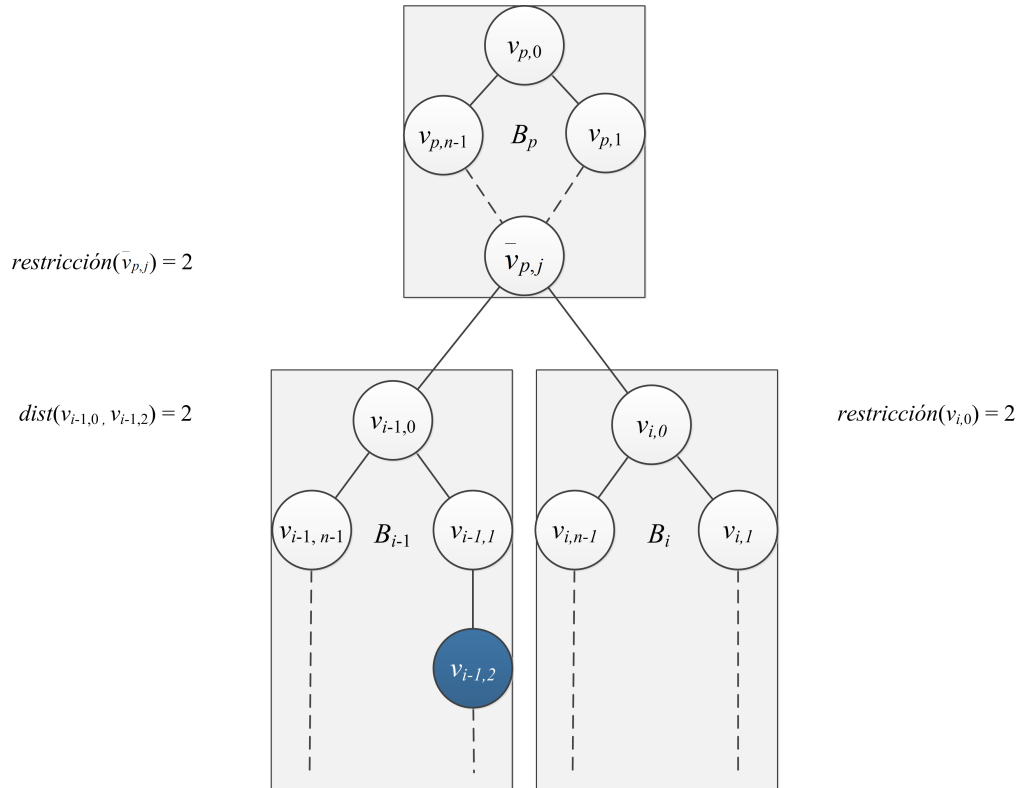 v_{p,0}
v_{p,n-1} B_p v_{p,1}
v̄_{p,j}
restricción(v̄_{p,j}) = 2
dist(v_{i-1,0} , v_{i-1,2}) = 2
v_{i-1,0}
v_{i,0}
restricción(v_{i,0}) = 2
v_{i-1, n-1} B_{i-1} v_{i-1,1}
v_{i,n-1} B_i v_{i,1}
v_{i-1,2}